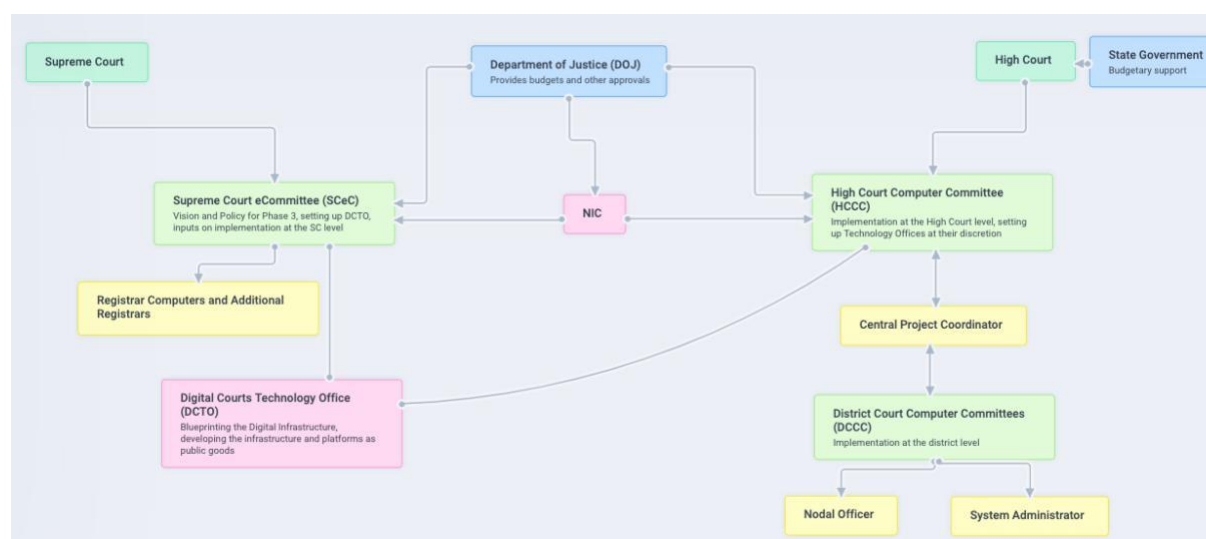 Supreme Court
Department of Justice (DOJ)
Provides budgets and other approvals
High Court
State Government
Budgetary support
Supreme Court eCommittee (SCeC)
Vision and Policy for Phase 3, setting up DCTO,
inputs on implementation at the SC level
NIC
High Court Computer Committee
(HCCC)
Implementation at the High Court level, setting
up Technology Offices at their discretion
Registrar Computers and Additional
Registrars
Central Project Coordinator
Digital Courts Technology Office
(DCTO)
Blueprinting the Digital Infrastructure,
developing the infrastructure and platforms as
public goods
District Court Computer Committees
(DCCC)
Implementation at the district level
Nodal Officer
System Administrator